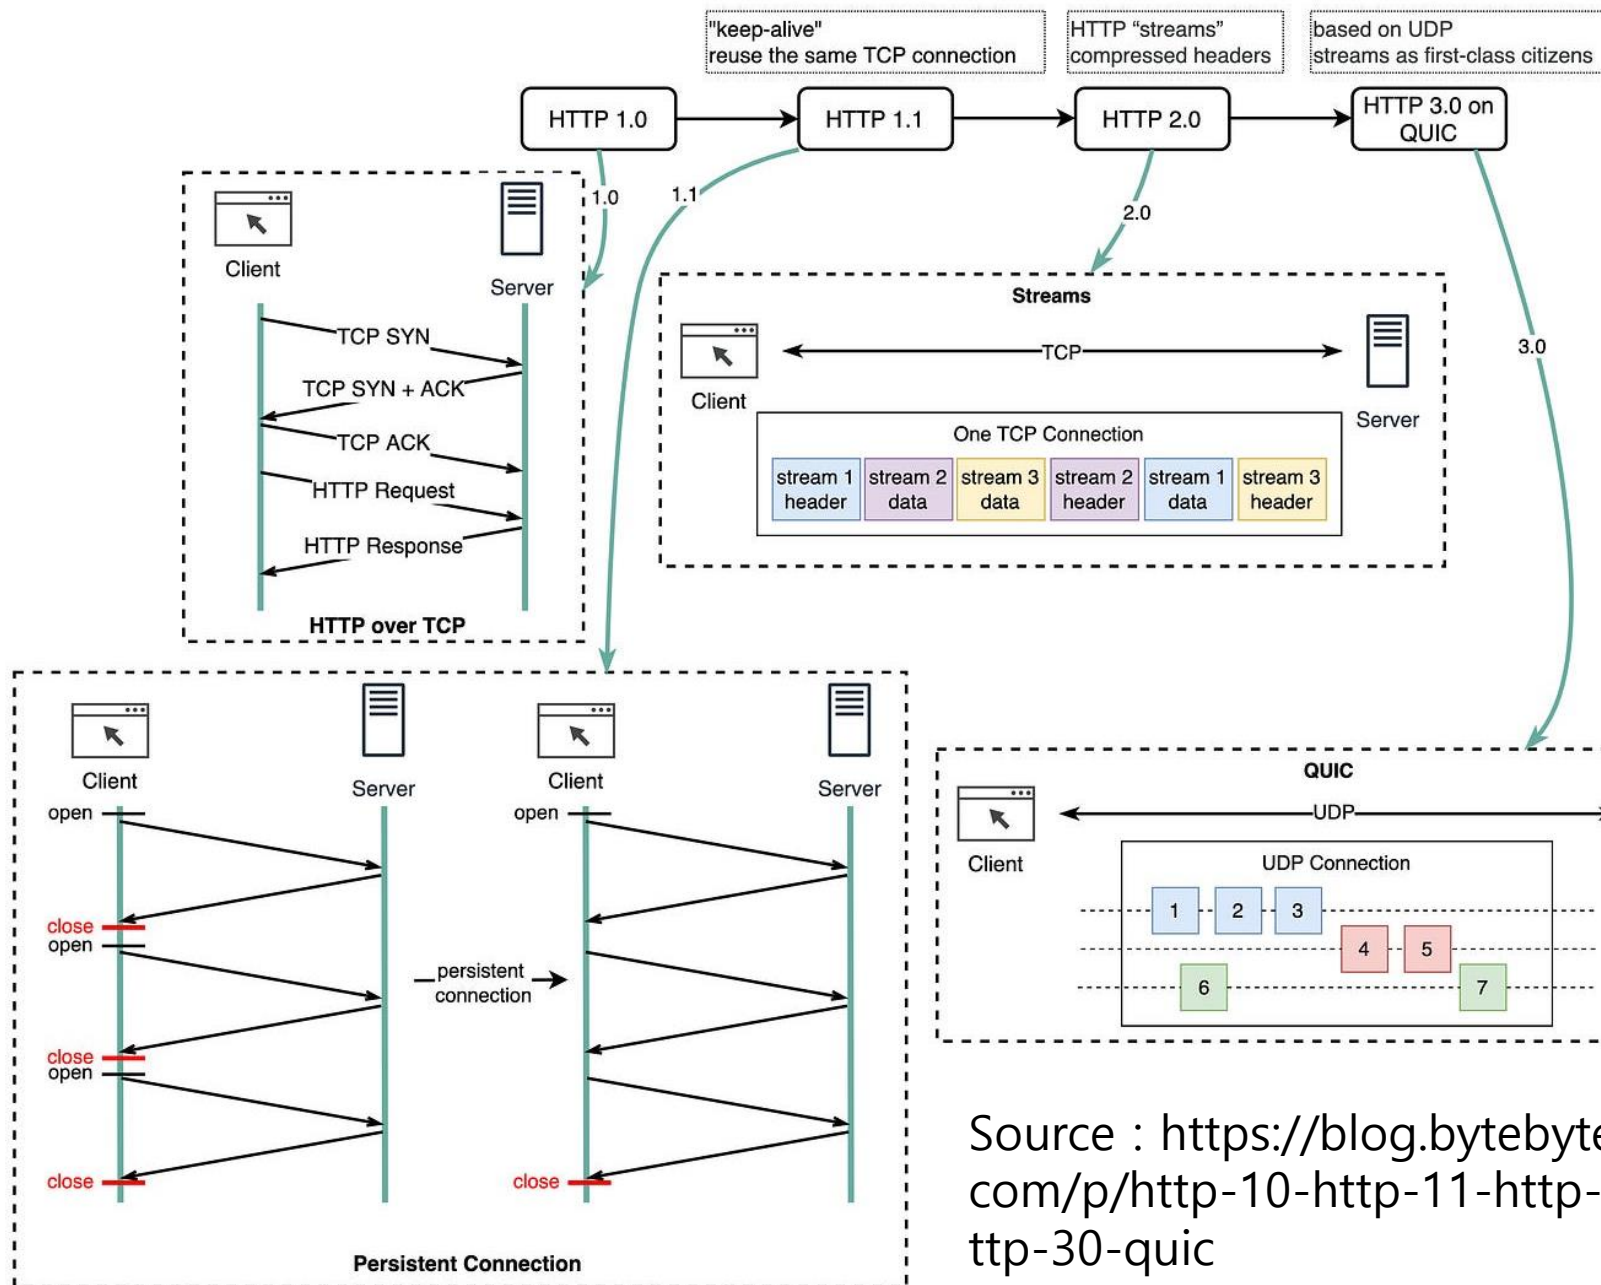 "keep-alive"
reuse the same TCP connection
HTTP “streams”
compressed headers
based on UDP
streams as first-class citizens
HTTP 1.0
HTTP 1.1
HTTP 2.0
HTTP 3.0 on
QUIC
1.0
1.1
2.0
3.0
Client
Server
TCP SYN
TCP SYN + ACK
TCP ACK
HTTP Request
HTTP Response
HTTP over TCP
Streams
TCP
Client
Server
One TCP Connection
stream 1
header
stream 2
data
stream 3
data
stream 2
header
stream 1
data
stream 3
header
Client
Server
open
close
open
close
open
close
persistent
connection
Client
Server
open
close
Persistent Connection
QUIC
UDP
Client
UDP Connection
1
2
3
4
5
6
7
Source : https://blog.bytebyte
com/p/http-10-http-11-http-
ttp-30-quic